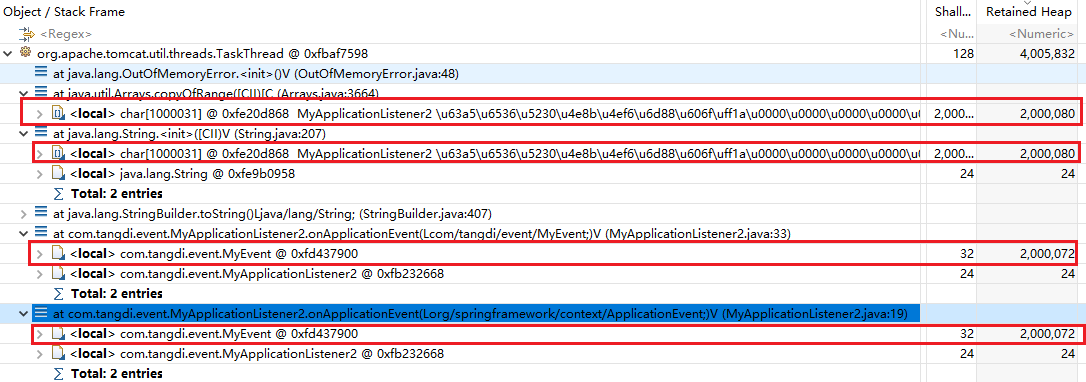 Object / Stack Frame Shall... Retained Heap
<Regex> <Nu... <Numeric>
org.apache.tomcat.util.threads.TaskThread @ 0xfbaf7598 128 4,005,832
at java.lang.OutOfMemoryError.<init>()V (OutOfMemoryError.java:48)
at java.util.Arrays.copyOfRange([CII)[C (Arrays.java:3664)
<local> char[1000031] @ 0xfe20d868 MyApplicationListener2 \u63a5\u6536\u5230\u4e8b\u4ef6\u6d88\u606f\uff1a\u0000\u0000\u0000\u0000\u0 2,000... 2,000,080
at java.lang.String.<init>([CII)V (String.java:207)
<local> char[1000031] @ 0xfe20d868 MyApplicationListener2 \u63a5\u6536\u5230\u4e8b\u4ef6\u6d88\u606f\uff1a\u0000\u0000\u0000\u0000\u0 2,000... 2,000,080
<local> java.lang.String @ 0xfe9b0958 24 24
∑ Total: 2 entries
at java.lang.StringBuilder.toString()Ljava/lang/String; (StringBuilder.java:407)
at com.tangdi.event.MyApplicationListener2.onApplicationEvent(Lcom/tangdi/event/MyEvent;)V (MyApplicationListener2.java:33)
<local> com.tangdi.event.MyEvent @ 0xfd437900 32 2,000,072
<local> com.tangdi.event.MyApplicationListener2 @ 0xfb232668 24 24
∑ Total: 2 entries
at com.tangdi.event.MyApplicationListener2.onApplicationEvent(Lorg/springframework/context/ApplicationEvent;)V (MyApplicationListener2.java:19)
<local> com.tangdi.event.MyEvent @ 0xfd437900 32 2,000,072
<local> com.tangdi.event.MyApplicationListener2 @ 0xfb232668 24 24
∑ Total: 2 entries